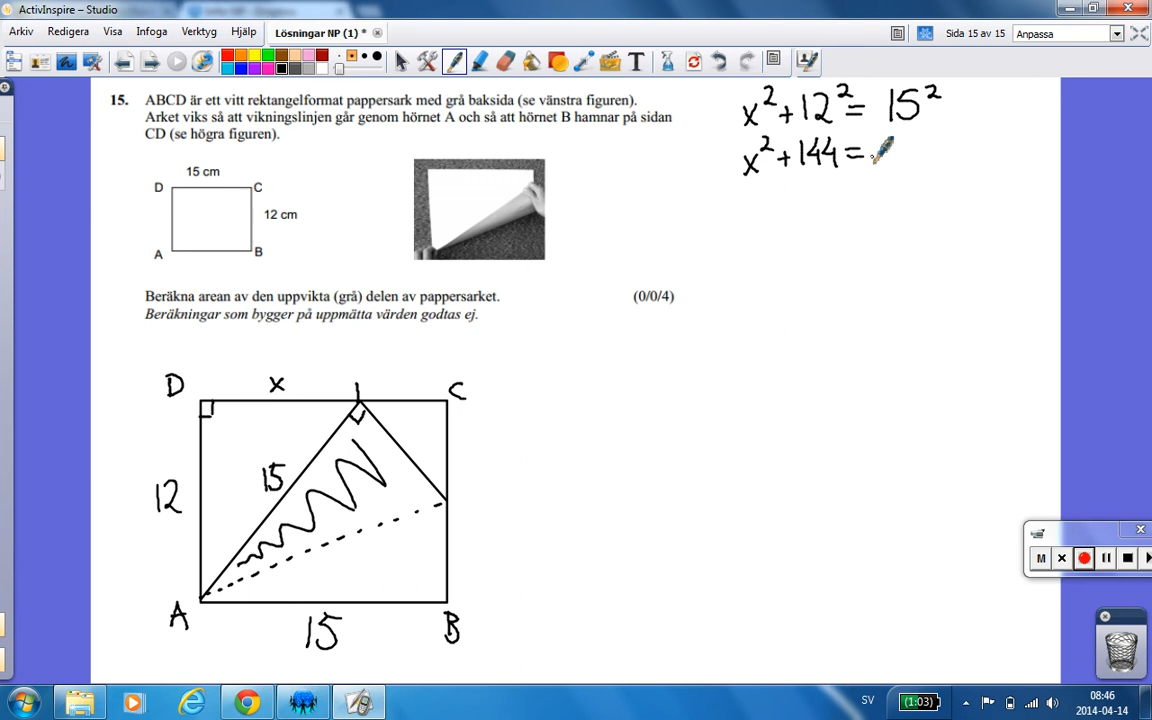 ActivInspire – Studio
Arkiv Redigera Visa Infoga Verktyg Hjälp Lösningar NP (1) *
Sida 15 av 15 Anpassa
15. ABCD är ett vitt rektangelformat pappersark med grå baksida (se vänstra figuren).
Arket viks så att vikningslinjen går genom hörnet A och så att hörnet B hamnar på sidan
CD (se högra figuren).
15 cm
D C
12 cm
A B
Beräkna arean av den uppvikta (grå) delen av pappersarket. (0/0/4)
Beräkningar som bygger på uppmätta värden godtas ej.
x² + 12² = 15²
x² + 144 =
D x C
15
12
A 15 B
M
SV (1:03) 08:46
2014-04-14